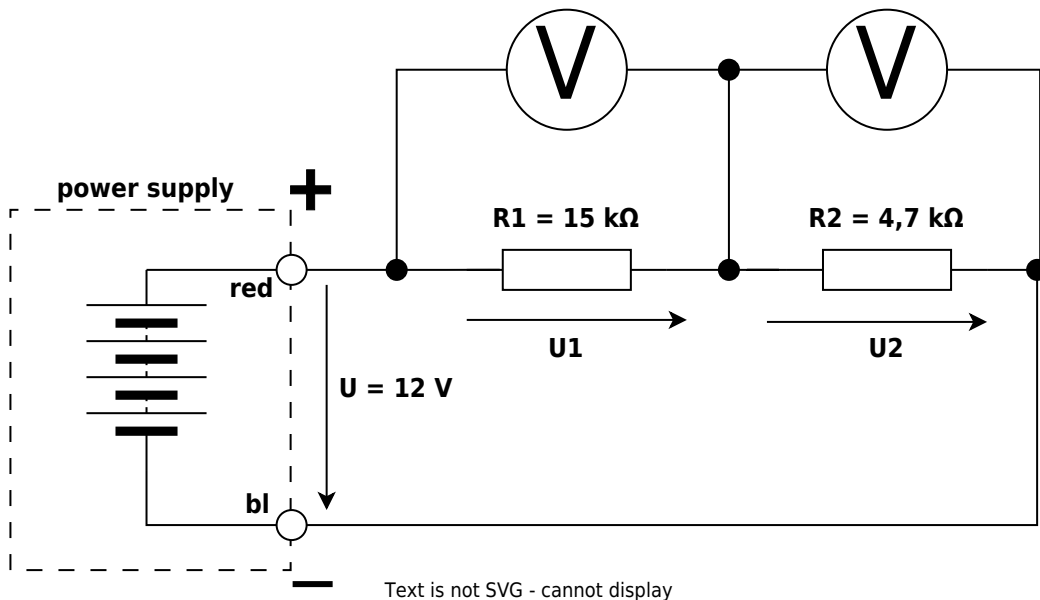 V
V
power supply
+
R1 = 15 kΩ
R2 = 4,7 kΩ
red
U1
U2
U = 12 V
bl
−
Text is not SVG - cannot display